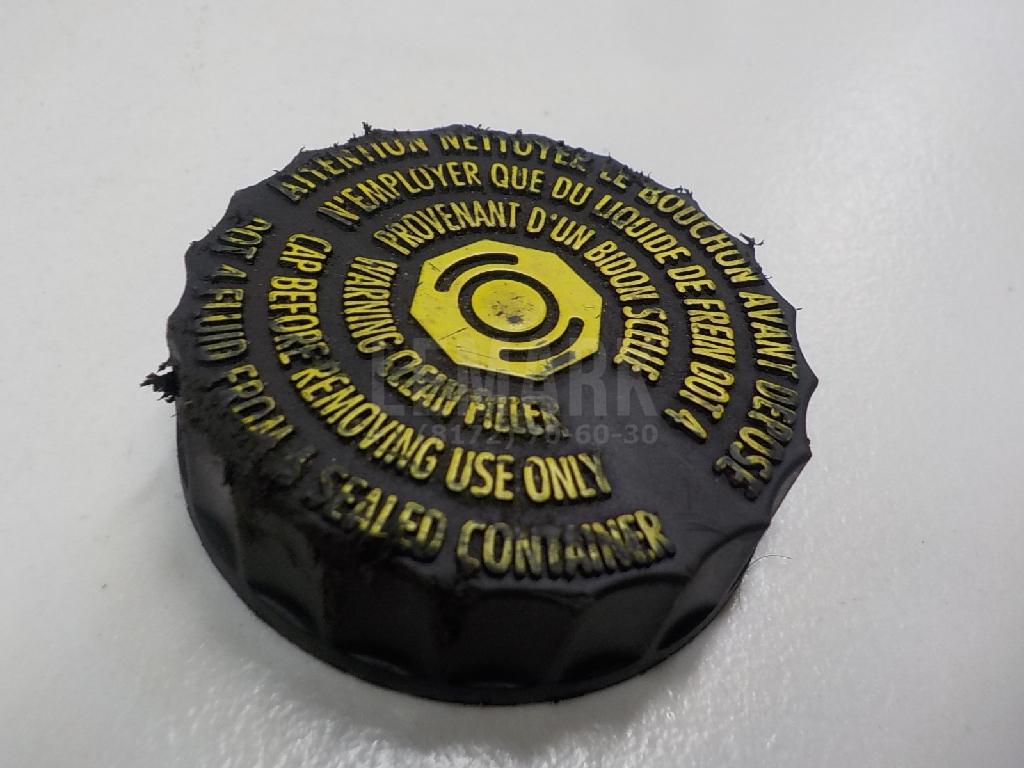 ATTENTION NETTOYER LE BOUCHON AVANT DEPOSE
N'EMPLOYER QUE DU LIQUIDE DE FREIN DOT 4
PROVENANT D'UN BIDON SCELLE
WARNING CLEAN FILLER
CAP BEFORE REMOVING USE ONLY
DOT 4 FLUID FROM A SEALED CONTAINER
LEMARK
(8172) 70-60-30